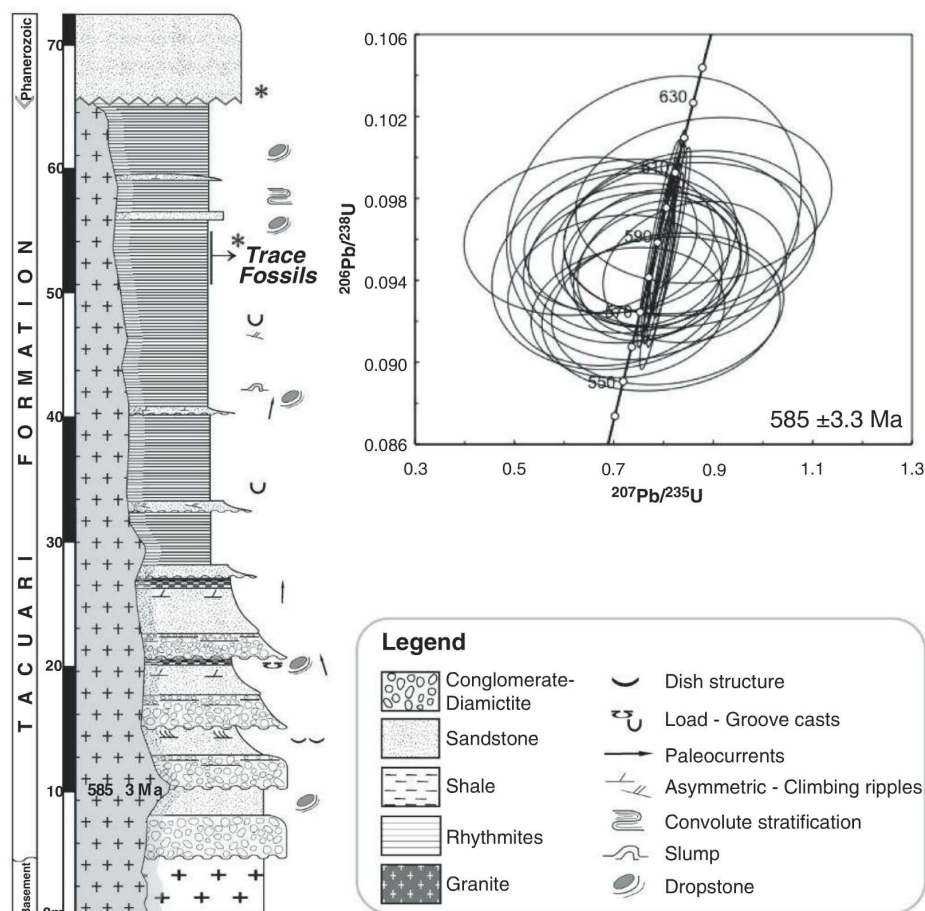 Phanerozoic
TACUARI FORMATION
Basement
70
60
50
40
30
20
10
0m
*
*
Trace
Fossils
585 3 Ma
0.106
0.102
0.098
0.094
0.090
0.086
206Pb/238U
630
610
590
570
550
585 ±3.3 Ma
0.3 0.5 0.7 0.9 1.1 1.3
207Pb/235U
Legend
Conglomerate-
Diamictite
Sandstone
Shale
Rhythmites
Granite
Dish structure
Load - Groove casts
Paleocurrents
Asymmetric - Climbing ripples
Convolute stratification
Slump
Dropstone